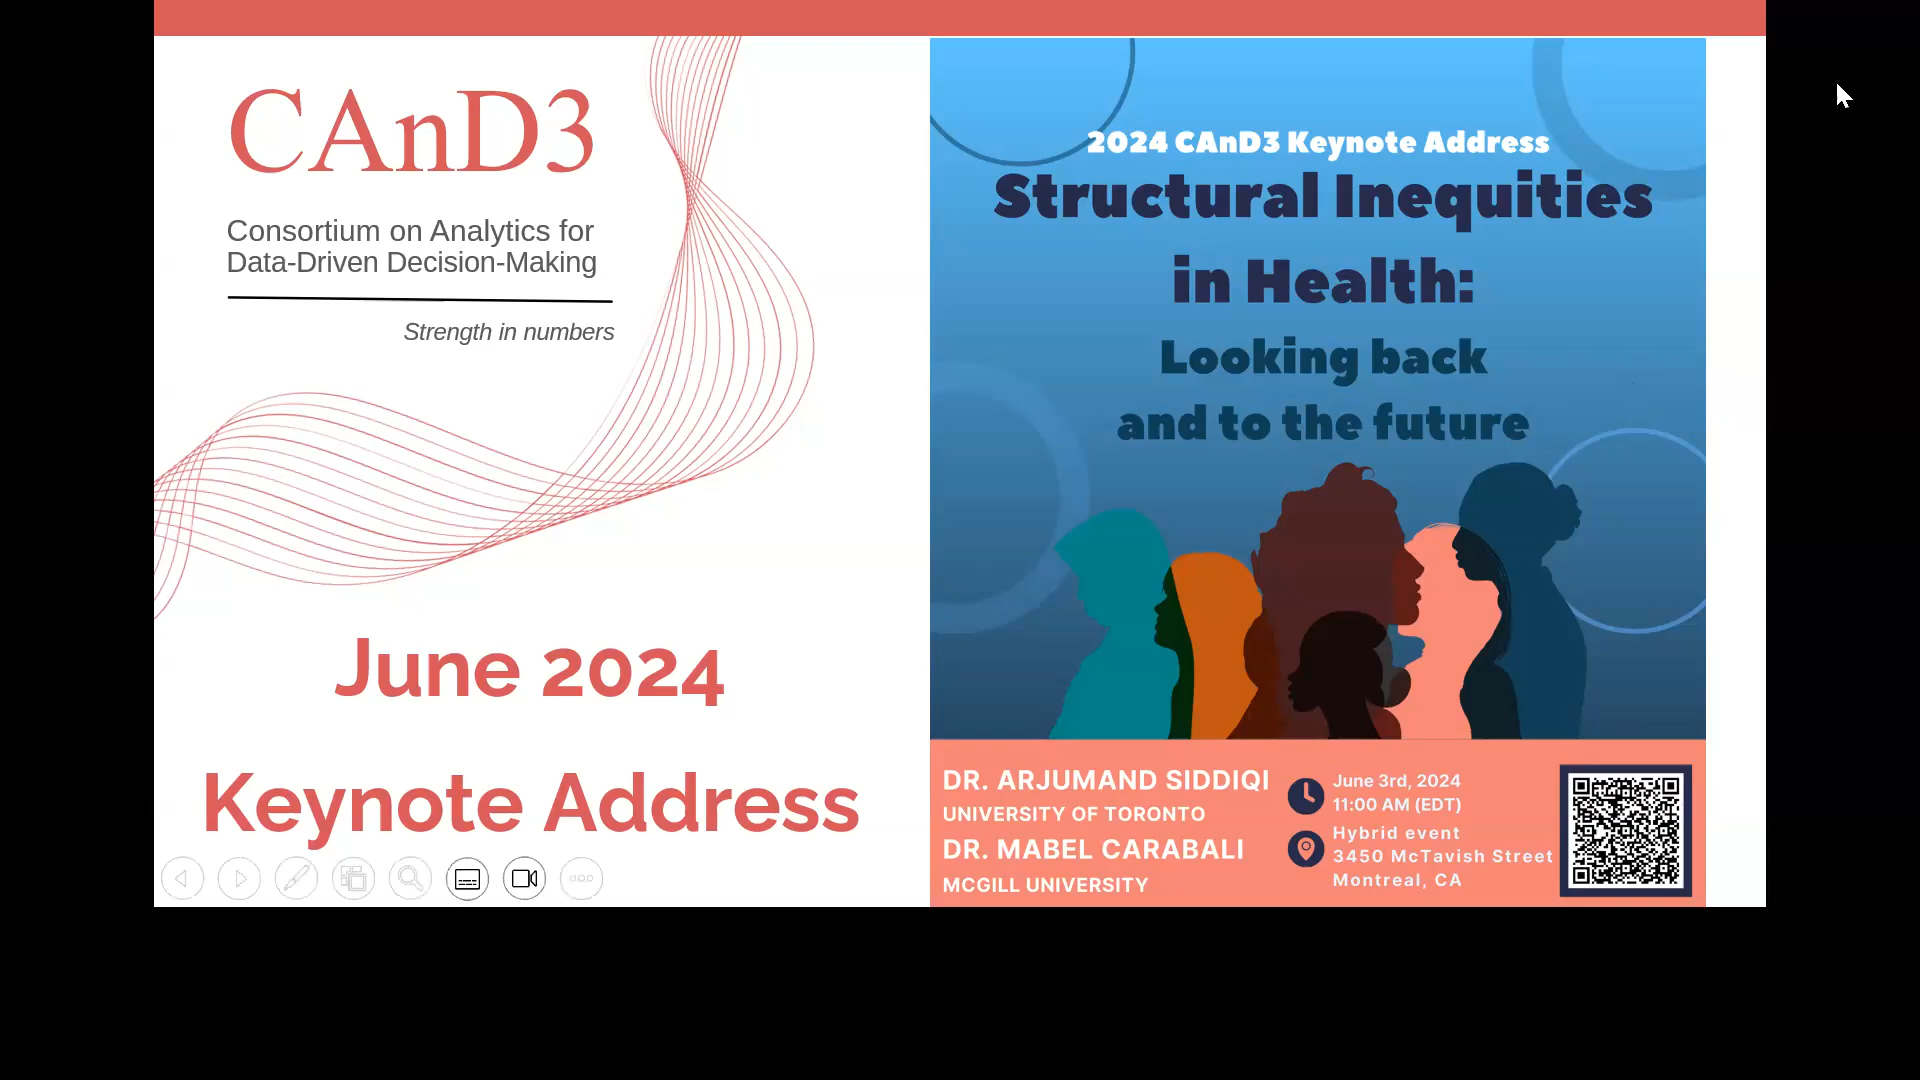 CAnD3
Consortium on Analytics for
Data-Driven Decision-Making
Strength in numbers
June 2024
Keynote Address
2024 CAnD3 Keynote Address
Structural Inequities
in Health:
Looking back
and to the future
DR. ARJUMAND SIDDIQI
UNIVERSITY OF TORONTO
DR. MABEL CARABALI
MCGILL UNIVERSITY
June 3rd, 2024
11:00 AM (EDT)
Hybrid event
3450 McTavish Street
Montreal, CA